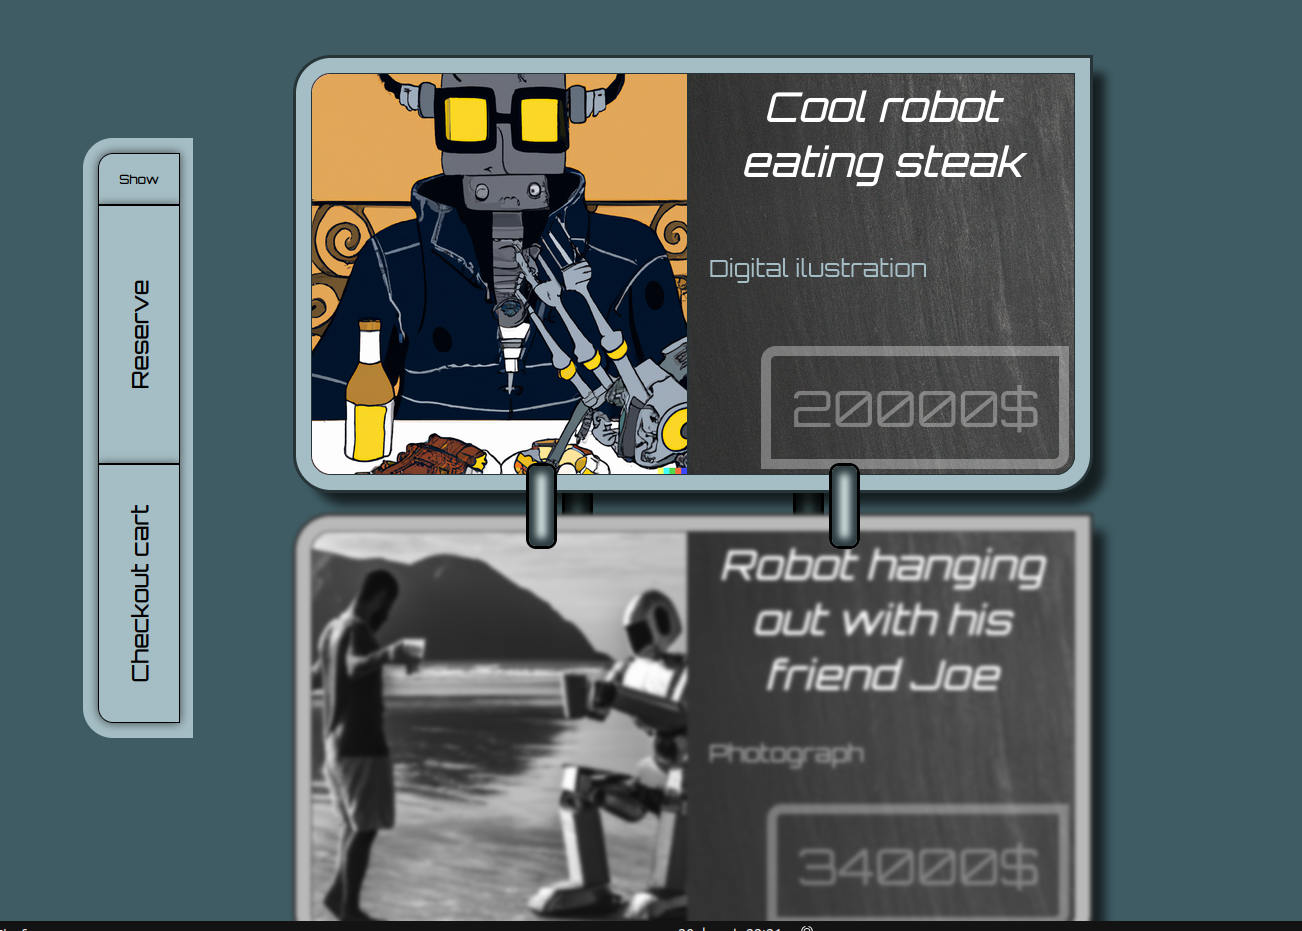 Show
Reserve
Checkout cart
Cool robot
eating steak
Digital ilustration
20000$
Robot hanging
out with his
friend Joe
Photograph
34000$